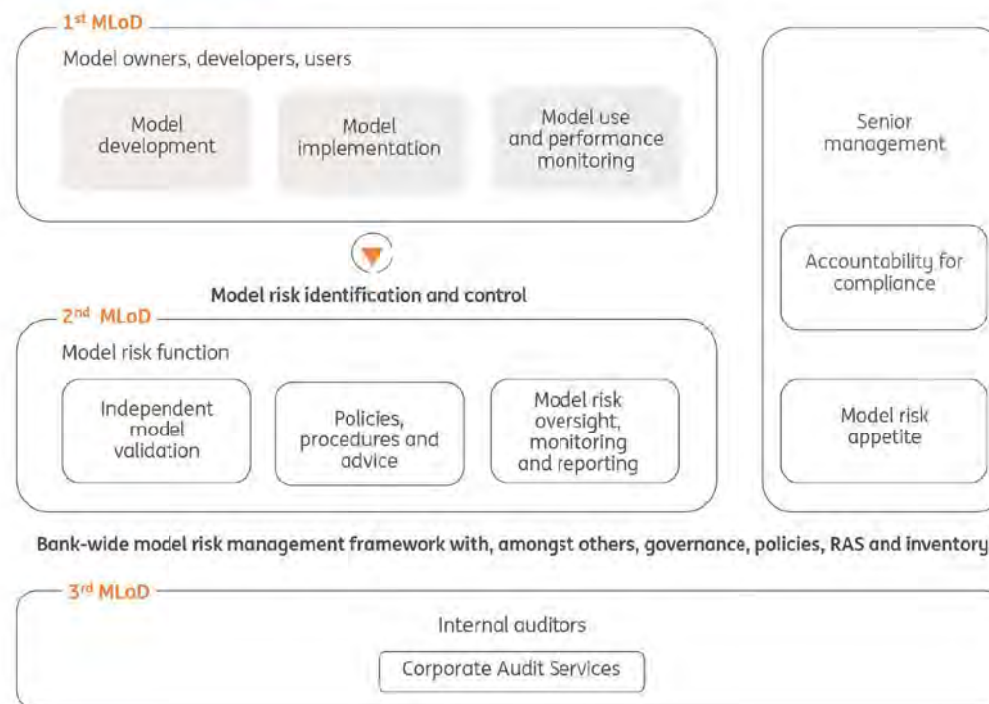 1st MLoD
Model owners, developers, users
Model
development
Model
implementation
Model use
and performance
monitoring
Senior
management
Accountability for
compliance
Model risk
appetite
Model risk identification and control
2nd MLoD
Model risk function
Independent
model
validation
Policies,
procedures and
advice
Model risk
oversight,
monitoring
and reporting
Bank-wide model risk management framework with, amongst others, governance, policies, RAS and inventory
3rd MLoD
Internal auditors
Corporate Audit Services